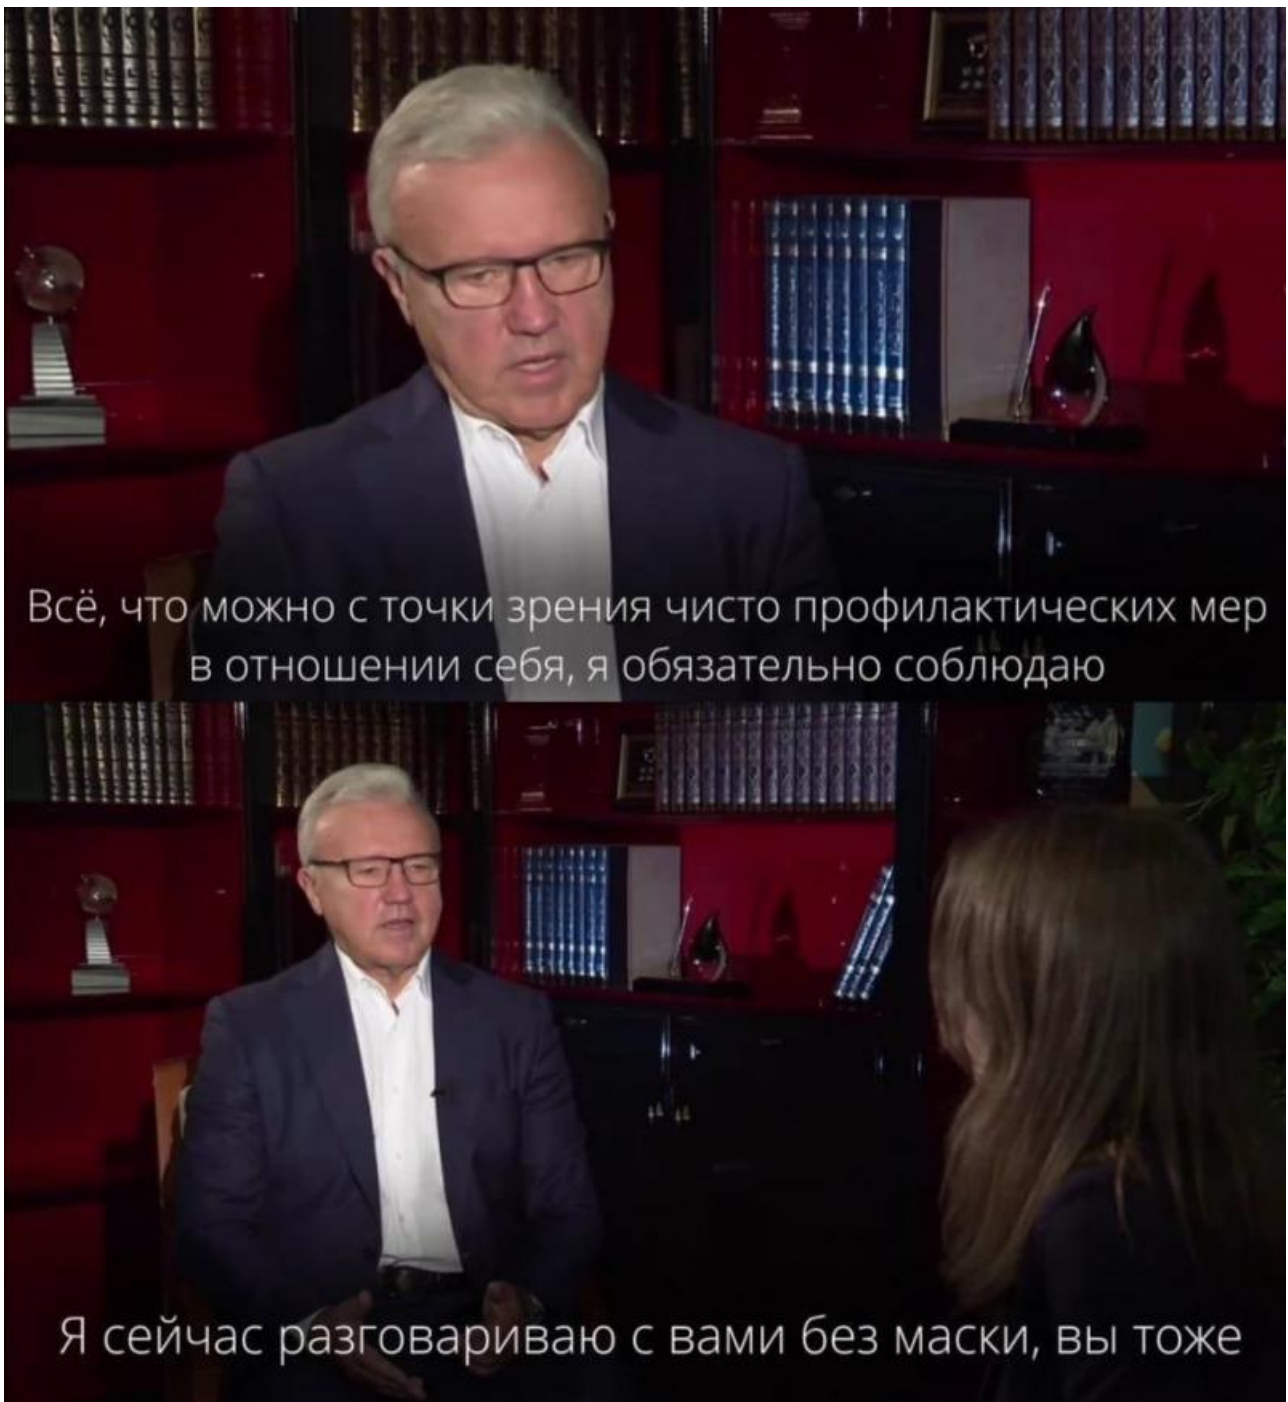 Всё, что можно с точки зрения чисто профилактических мер
в отношении себя, я обязательно соблюдаю
Я сейчас разговариваю с вами без маски, вы тоже